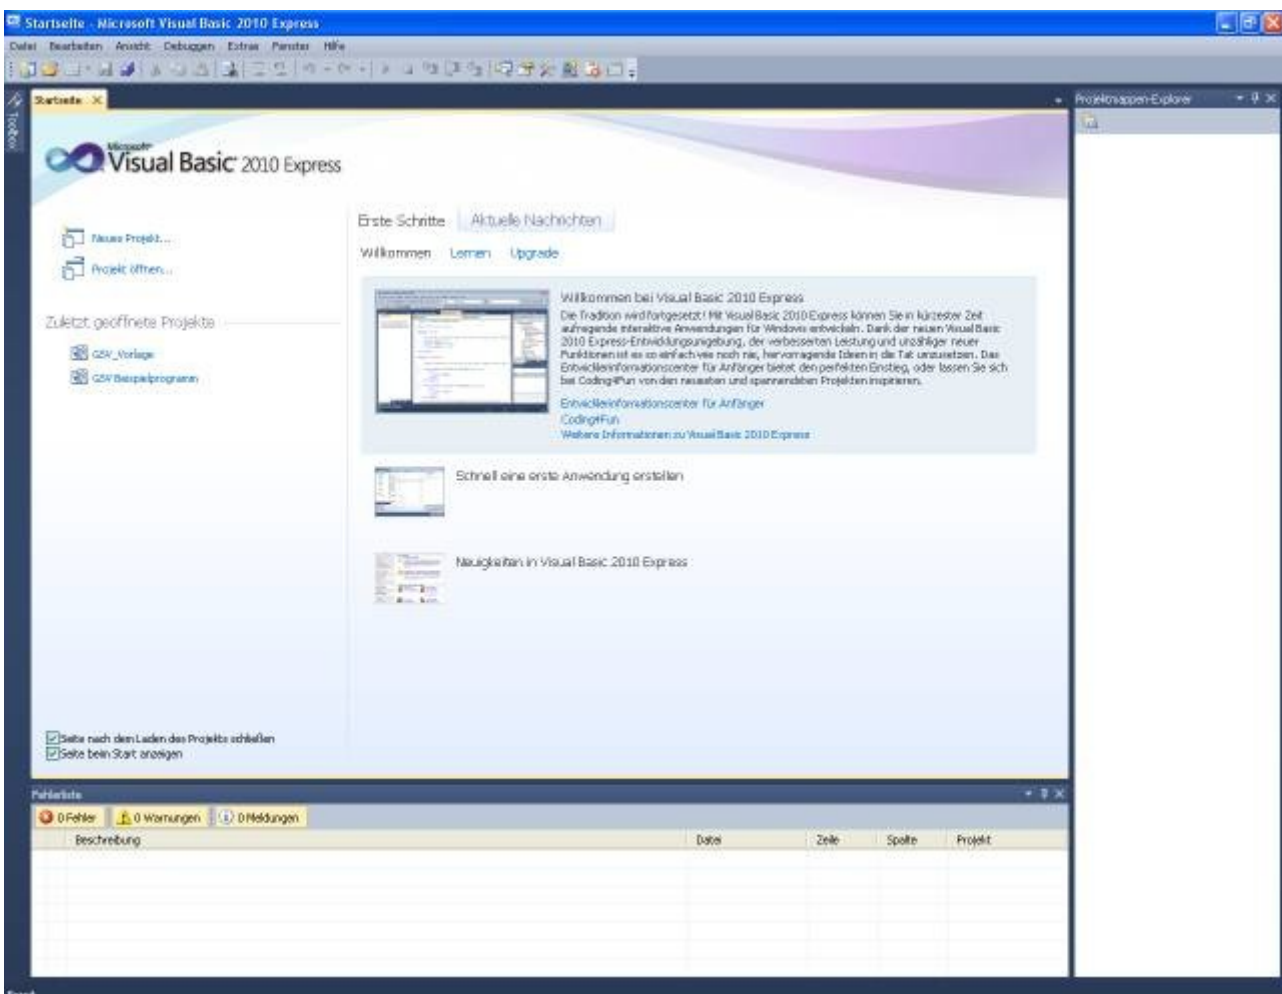 Startseite - Microsoft Visual Basic 2010 Express
Datei Bearbeiten Ansicht Debuggen Extras Fenster Hilfe
Toolbox
Startseite
Projektmappen-Explorer
Microsoft
Visual Basic 2010 Express
Neues Projekt...
Projekt öffnen...
Zuletzt geöffnete Projekte
GSV_Vorlage
GSV Beispielprogramm
Erste Schritte Aktuelle Nachrichten
Willkommen Lernen Upgrade
Willkommen bei Visual Basic 2010 Express
Die Tradition wird fortgesetzt! Mit Visual Basic 2010 Express können Sie in kürzester Zeit
aufregende interaktive Anwendungen für Windows entwickeln. Dank der neuen Visual Basic
2010 Express-Entwicklungsumgebung, der verbesserten Leistung und unzähliger neuer
Funktionen ist es so einfach wie noch nie, hervorragende Ideen in die Tat umzusetzen. Das
Entwicklerinformationscenter für Anfänger bietet den perfekten Einstieg, oder lassen Sie sich
bei Coding4Fun von den neuesten und spannendsten Projekten inspirieren.
Entwicklerinformationscenter für Anfänger
Coding4Fun
Weitere Informationen zu Visual Basic 2010 Express
Schnell eine erste Anwendung erstellen
Neuigkeiten in Visual Basic 2010 Express
Seite nach dem Laden des Projekts schließen
Seite beim Start anzeigen
Fehlerliste
0 Fehler 0 Warnungen 0 Meldungen
Beschreibung Datei Zeile Spalte Projekt